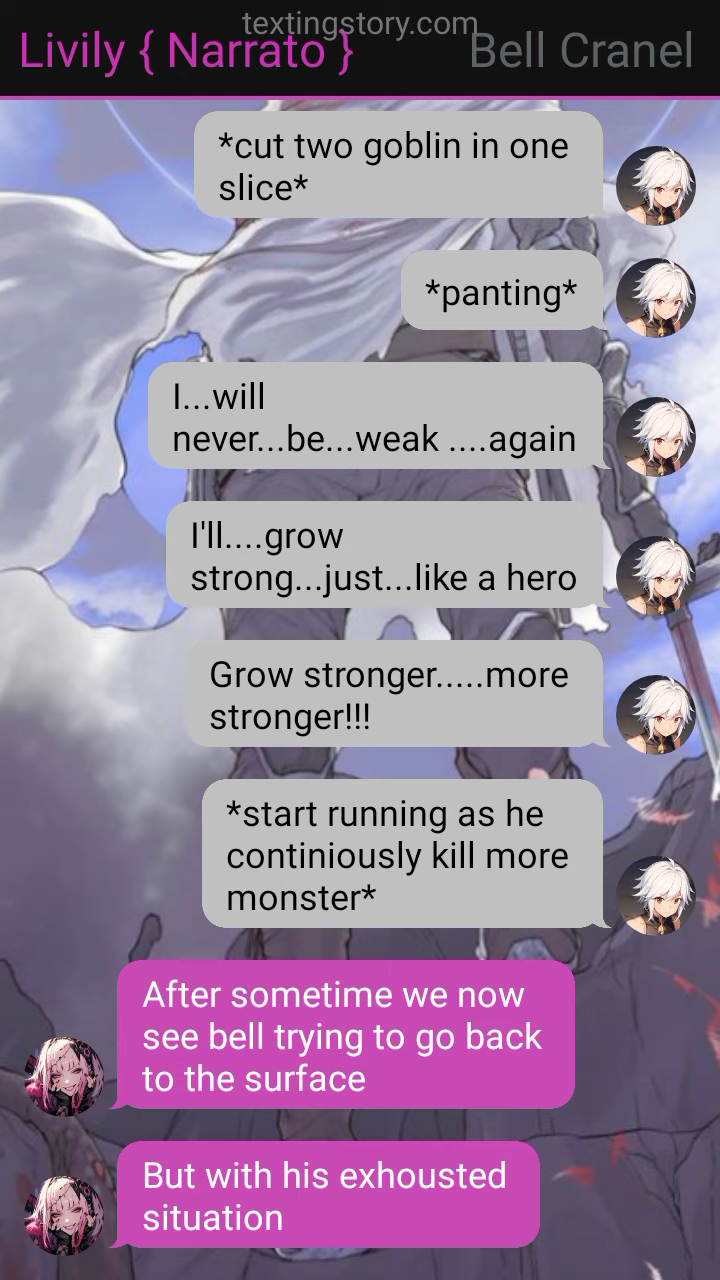 textingstory.com
Livily { Narrato }
Bell Cranel
*cut two goblin in one
slice*
*panting*
I...will
never...be...weak ....again
I'll....grow
strong...just...like a hero
Grow stronger.....more
stronger!!!
*start running as he
continiously kill more
monster*
After sometime we now
see bell trying to go back
to the surface
But with his exhousted
situation